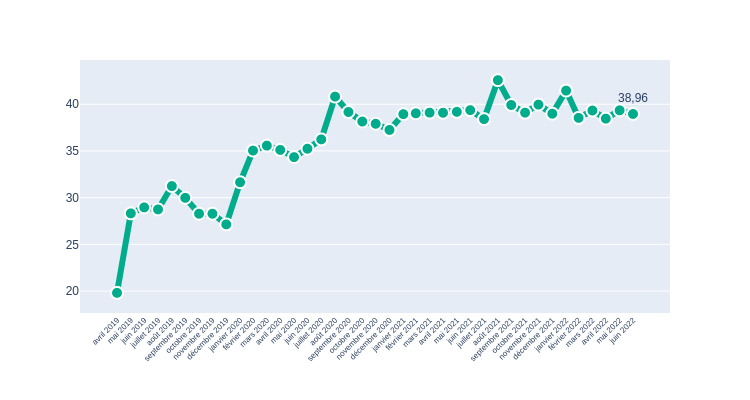 38,96
40
35
30
25
20
avril 2019
mai 2019
juin 2019
juillet 2019
août 2019
septembre 2019
octobre 2019
novembre 2019
décembre 2019
janvier 2020
février 2020
mars 2020
avril 2020
mai 2020
juin 2020
juillet 2020
août 2020
septembre 2020
octobre 2020
novembre 2020
décembre 2020
janvier 2021
février 2021
mars 2021
avril 2021
mai 2021
juin 2021
juillet 2021
août 2021
septembre 2021
octobre 2021
novembre 2021
décembre 2021
janvier 2022
février 2022
mars 2022
avril 2022
mai 2022
juin 2022